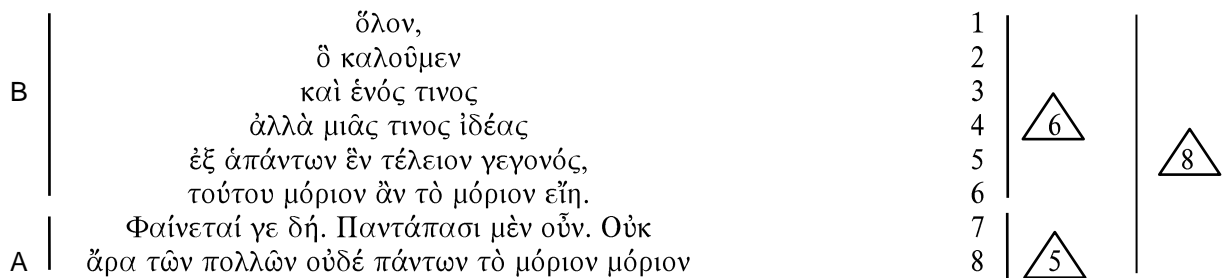 ὅλον, 1
B ὃ καλοῦμεν 2
καὶ ἑνός τινος 3
ἀλλὰ μιᾶς τινος ἰδέας 4 6
ἐξ ἁπάντων ἓν τέλειον γεγονός, 5 8
τούτου μόριον ἂν τὸ μόριον εἴη. 6
Φαίνεταί γε δή. Παντάπασι μὲν οὖν. Οὐκ 7
A ἄρα τῶν πολλῶν οὐδέ πάντων τὸ μόριον μόριον 8 5